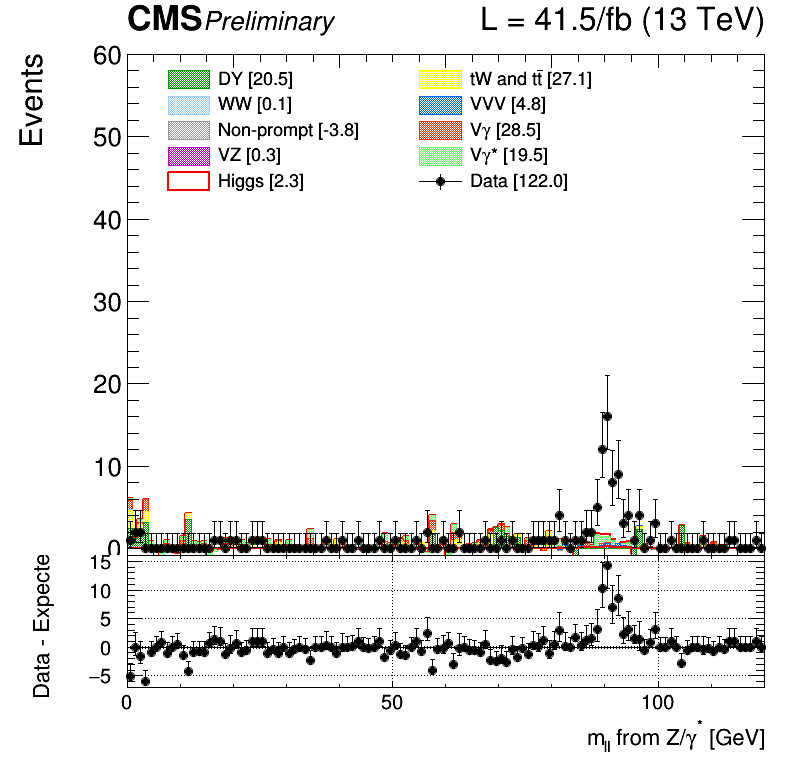 CMS Preliminary L = 41.5/fb (13 TeV)
Events
60
50
40
30
20
10
0
DY [20.5]
WW [0.1]
Non-prompt [-3.8]
VZ [0.3]
Higgs [2.3]
tW and tt̄ [27.1]
VVV [4.8]
Vγ [28.5]
Vγ* [19.5]
Data [122.0]
Data - Expecte
15
10
5
0
−5
0 50 100
m_ll from Z/γ* [GeV]